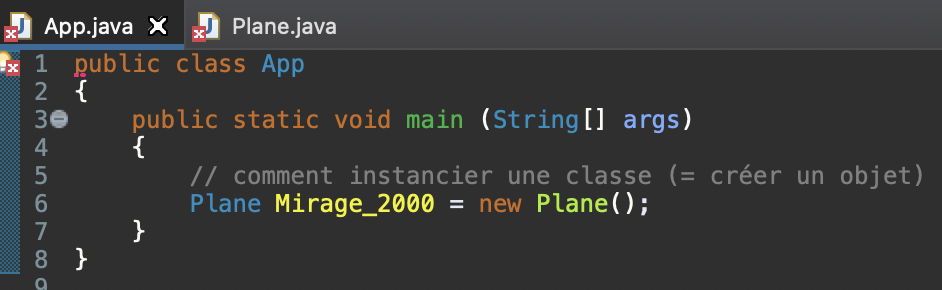 App.java Plane.java
1 public class App
2 {
3 public static void main (String[] args)
4 {
5 // comment instancier une classe (= créer un objet)
6 Plane Mirage_2000 = new Plane();
7 }
8 }
9